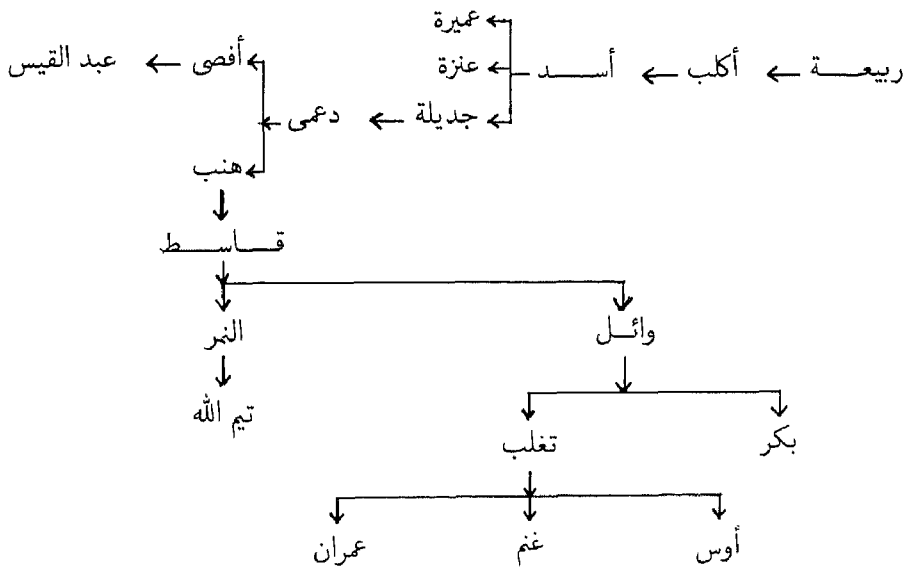 عميرة
ربيعة ← أكلب ← أسد عنزة أفصى ← عبد القيس
جديلة ← دعمى
هنب
قاسط
وائل النمر
تيم الله
بكر تغلب
أوس غنم عمران